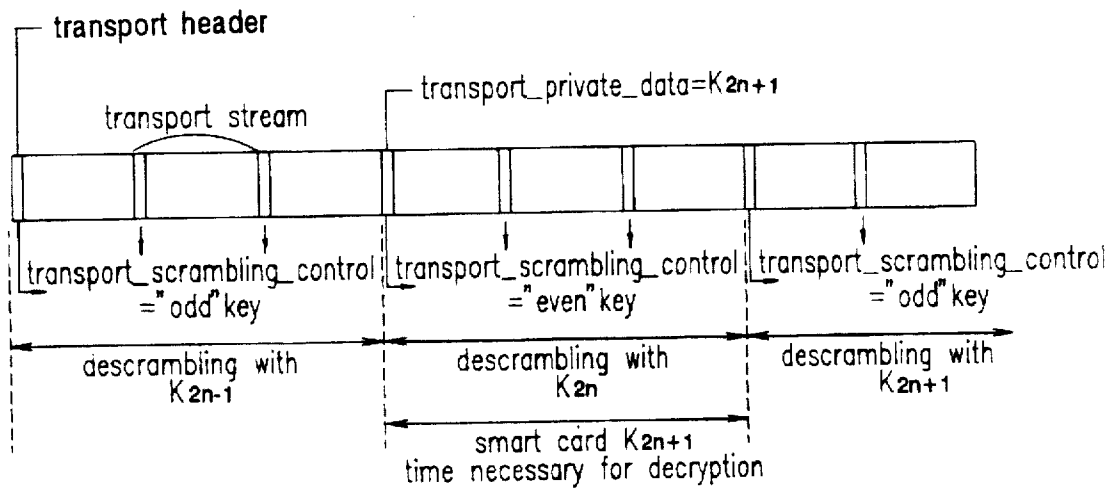 transport header
transport_private_data=K2n+1
transport stream
transport_scrambling_control
="odd"key
transport_scrambling_control
="even"key
transport_scrambling_control
="odd"key
descrambling with
K2n-1
descrambling with
K2n
descrambling with
K2n+1
smart card K2n+1
time necessary for decryption